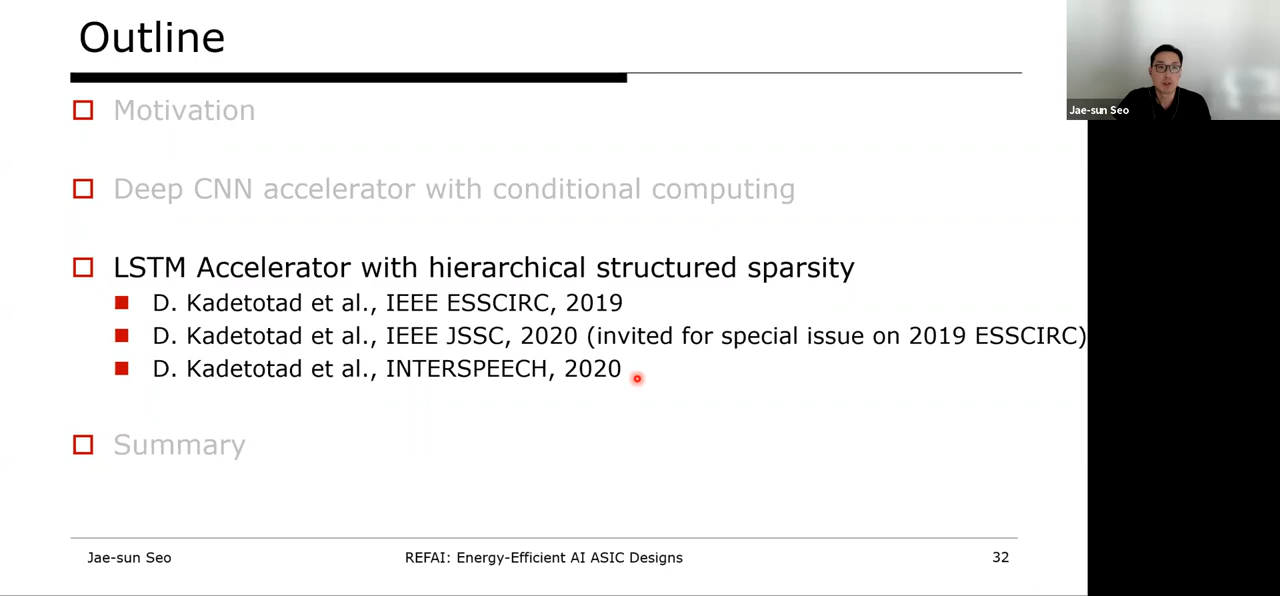 Outline
Motivation
Deep CNN accelerator with conditional computing
LSTM Accelerator with hierarchical structured sparsity
D. Kadetotad et al., IEEE ESSCIRC, 2019
D. Kadetotad et al., IEEE JSSC, 2020 (invited for special issue on 2019 ESSCIRC)
D. Kadetotad et al., INTERSPEECH, 2020
Summary
Jae-sun Seo
REFAI: Energy-Efficient AI ASIC Designs
32
Jae-sun Seo